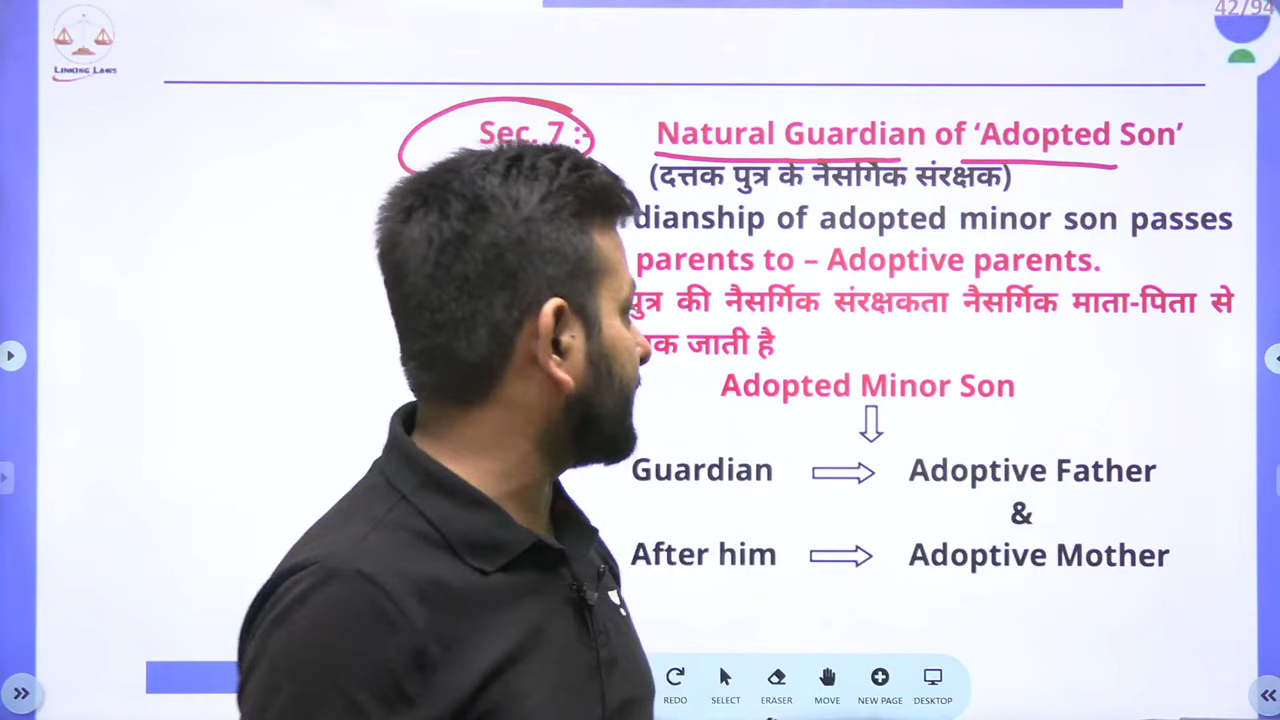 42/94
LINKING LAWS
Sec. 7 :- Natural Guardian of ‘Adopted Son’
(दत्तक पुत्र के नैसर्गिक संरक्षक)
dianship of adopted minor son passes
parents to – Adoptive parents.
पुत्र की नैसर्गिक संरक्षकता नैसर्गिक माता-पिता से
जाती है
Adopted Minor Son
Guardian Adoptive Father
&
After him Adoptive Mother
REDO SELECT ERASER MOVE NEW PAGE DESKTOP